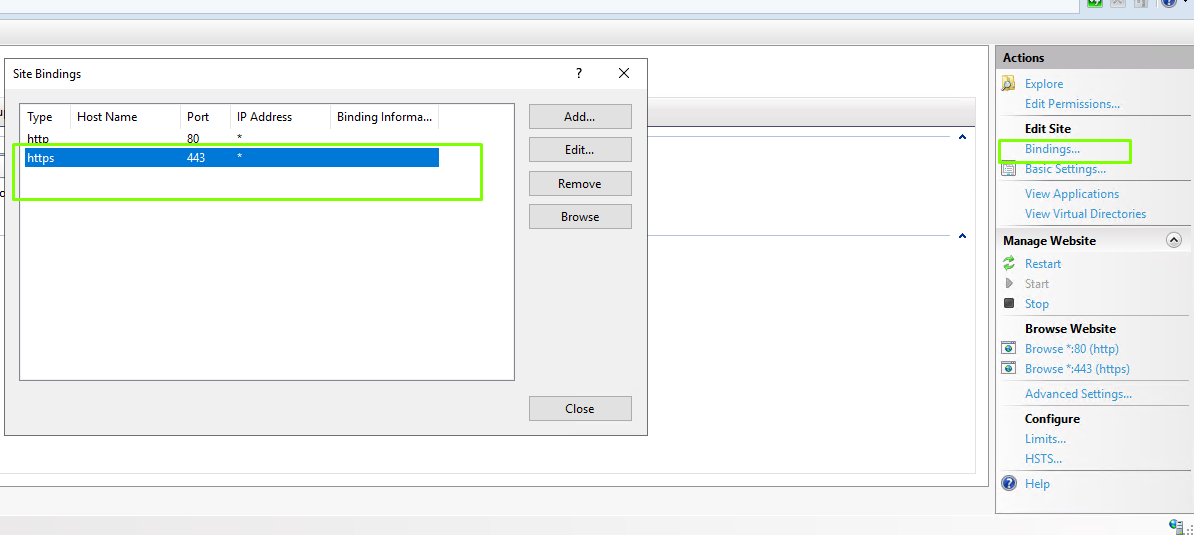 Site Bindings
?
Type Host Name Port IP Address Binding Informa...
http 80 *
https 443 *
Add...
Edit...
Remove
Browse
Close
Actions
Explore
Edit Permissions...
Edit Site
Bindings...
Basic Settings...
View Applications
View Virtual Directories
Manage Website
Restart
Start
Stop
Browse Website
Browse *:80 (http)
Browse *:443 (https)
Advanced Settings...
Configure
Limits...
HSTS...
Help